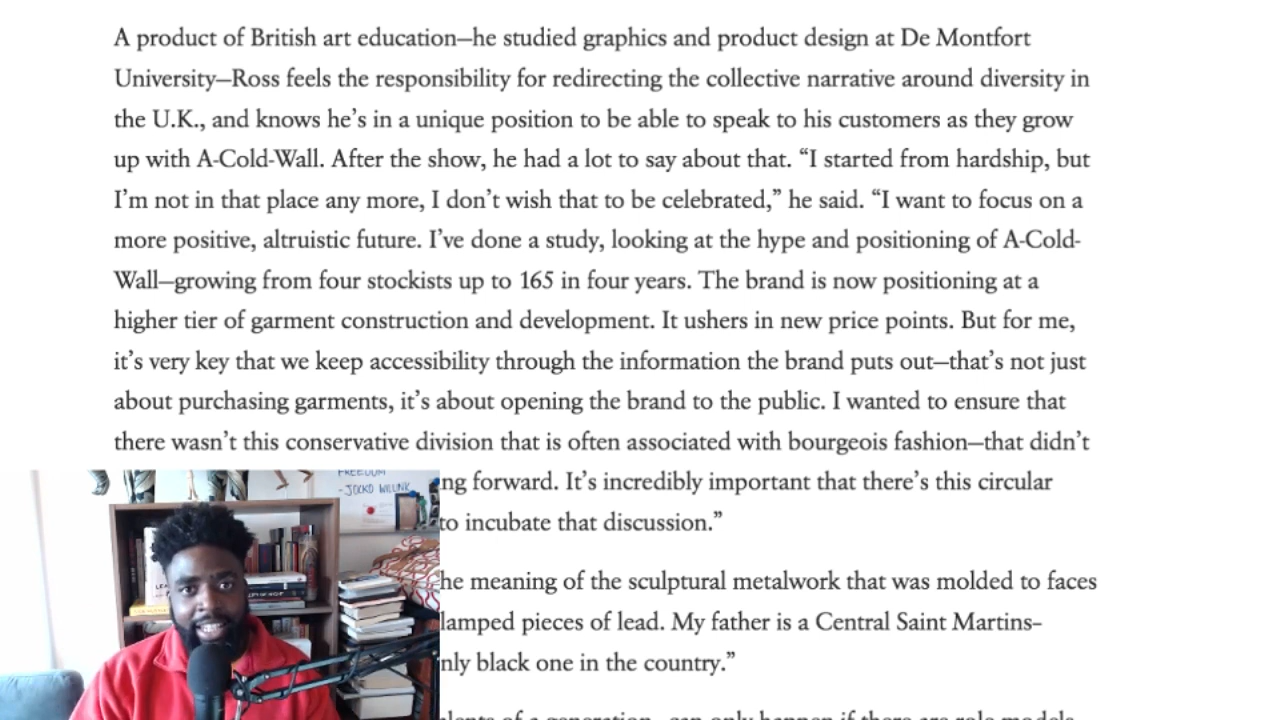 A product of British art education—he studied graphics and product design at De Montfort
University—Ross feels the responsibility for redirecting the collective narrative around diversity in
the U.K., and knows he’s in a unique position to be able to speak to his customers as they grow
up with A-Cold-Wall. After the show, he had a lot to say about that. “I started from hardship, but
I’m not in that place any more, I don’t wish that to be celebrated,” he said. “I want to focus on a
more positive, altruistic future. I’ve done a study, looking at the hype and positioning of A-Cold-
Wall—growing from four stockists up to 165 in four years. The brand is now positioning at a
higher tier of garment construction and development. It ushers in new price points. But for me,
it’s very key that we keep accessibility through the information the brand puts out—that’s not just
about purchasing garments, it’s about opening the brand to the public. I wanted to ensure that
there wasn’t this conservative division that is often associated with bourgeois fashion—that didn’t
ng forward. It’s incredibly important that there’s this circular
to incubate that discussion.”
he meaning of the sculptural metalwork that was molded to faces
lamped pieces of lead. My father is a Central Saint Martins–
nly black one in the country.”
FREEDOM
-JOCKO WILLINK